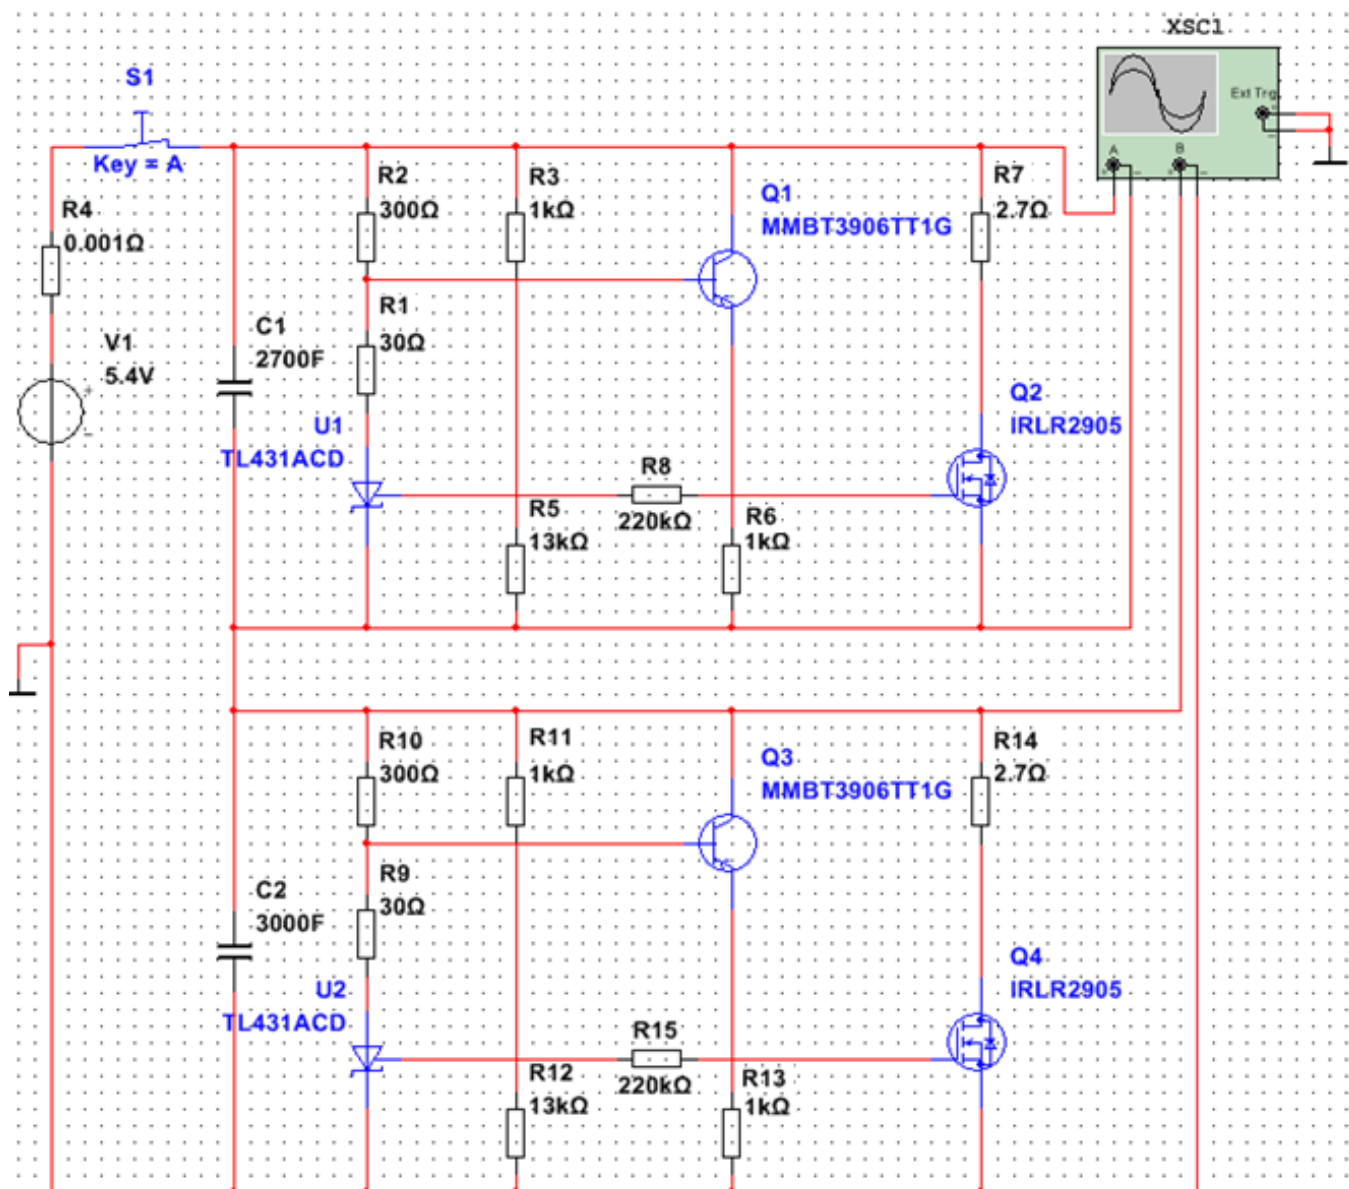 XSC1
Ext Trig
A
B
S1
Key = A
R4
0.001Ω
V1
5.4V
C1
2700F
R2
300Ω
R1
30Ω
U1
TL431ACD
R3
1kΩ
R5
13kΩ
R8
220kΩ
Q1
MMBT3906TT1G
R6
1kΩ
R7
2.7Ω
Q2
IRLR2905
C2
3000F
R10
300Ω
R9
30Ω
U2
TL431ACD
R11
1kΩ
R12
13kΩ
R15
220kΩ
Q3
MMBT3906TT1G
R13
1kΩ
R14
2.7Ω
Q4
IRLR2905